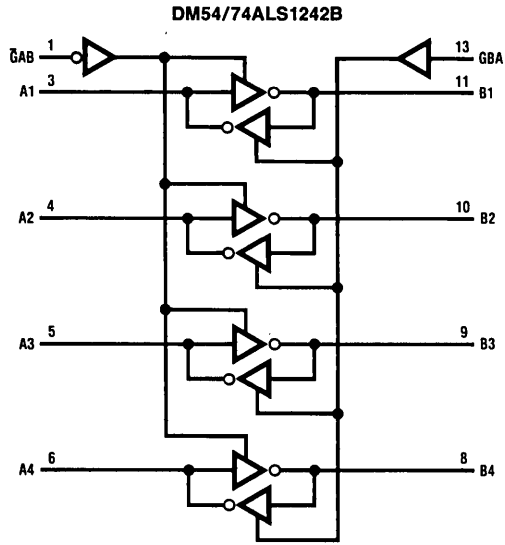 DM54/74ALS1242B
G̅AB 1
13 GBA
A1 3
11 B1
A2 4
10 B2
A3 5
9 B3
A4 6
8 B4